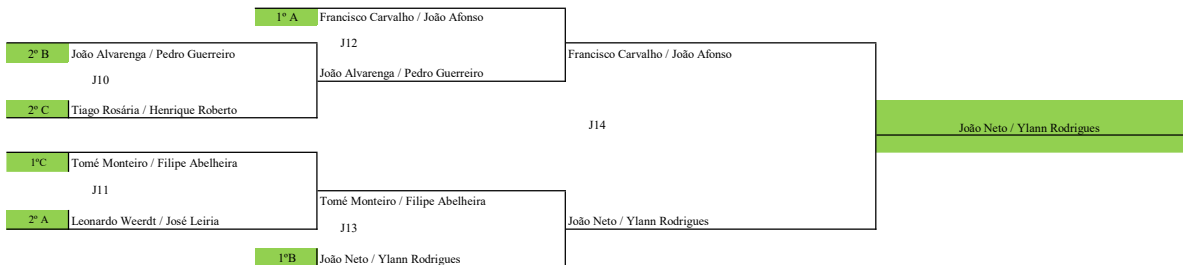 1º A Francisco Carvalho / João Afonso
J12
2º B João Alvarenga / Pedro Guerreiro
Francisco Carvalho / João Afonso
J10
João Alvarenga / Pedro Guerreiro
2º C Tiago Rosária / Henrique Roberto
J14
João Neto / Ylann Rodrigues
1ºC Tomé Monteiro / Filipe Abelheira
J11
Tomé Monteiro / Filipe Abelheira
2º A Leonardo Weerdt / José Leiria
João Neto / Ylann Rodrigues
J13
1ºB João Neto / Ylann Rodrigues